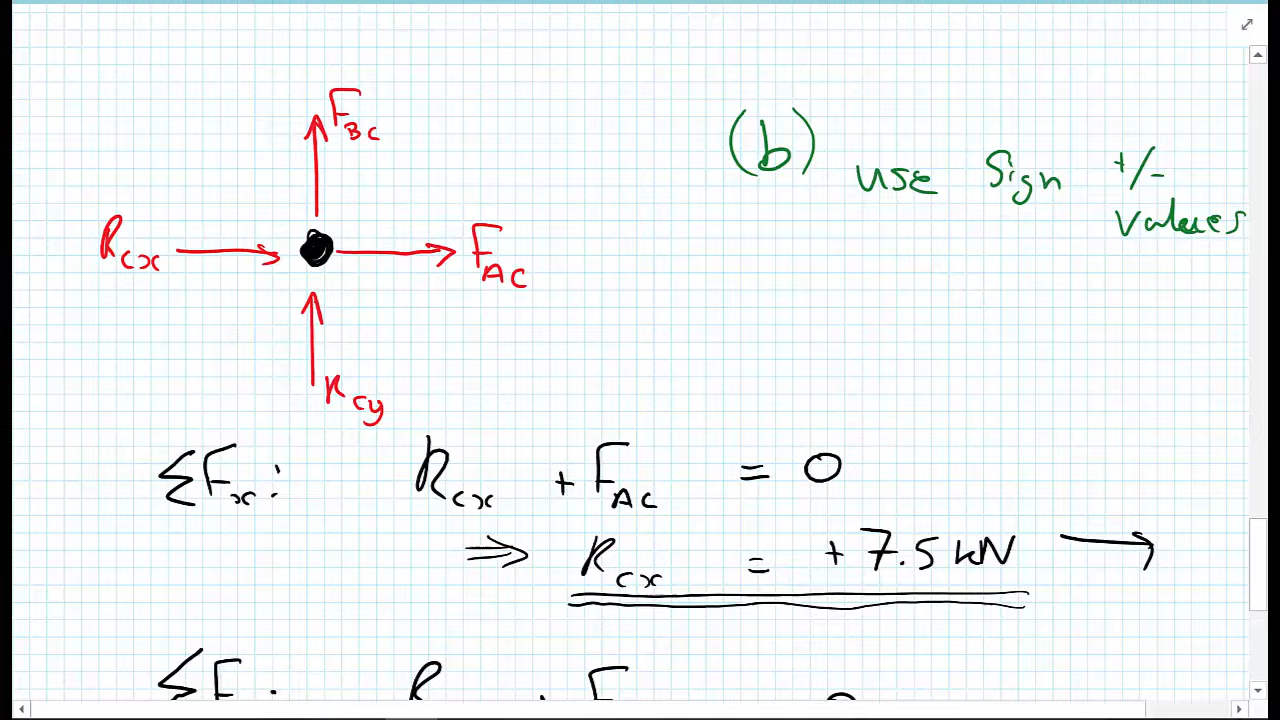 F_BC
(b) use Sign +/-
values
R_cx
F_AC
R_cy
ΣF_x: R_cx + F_AC = 0
⇒ R_cx = + 7.5 kN →